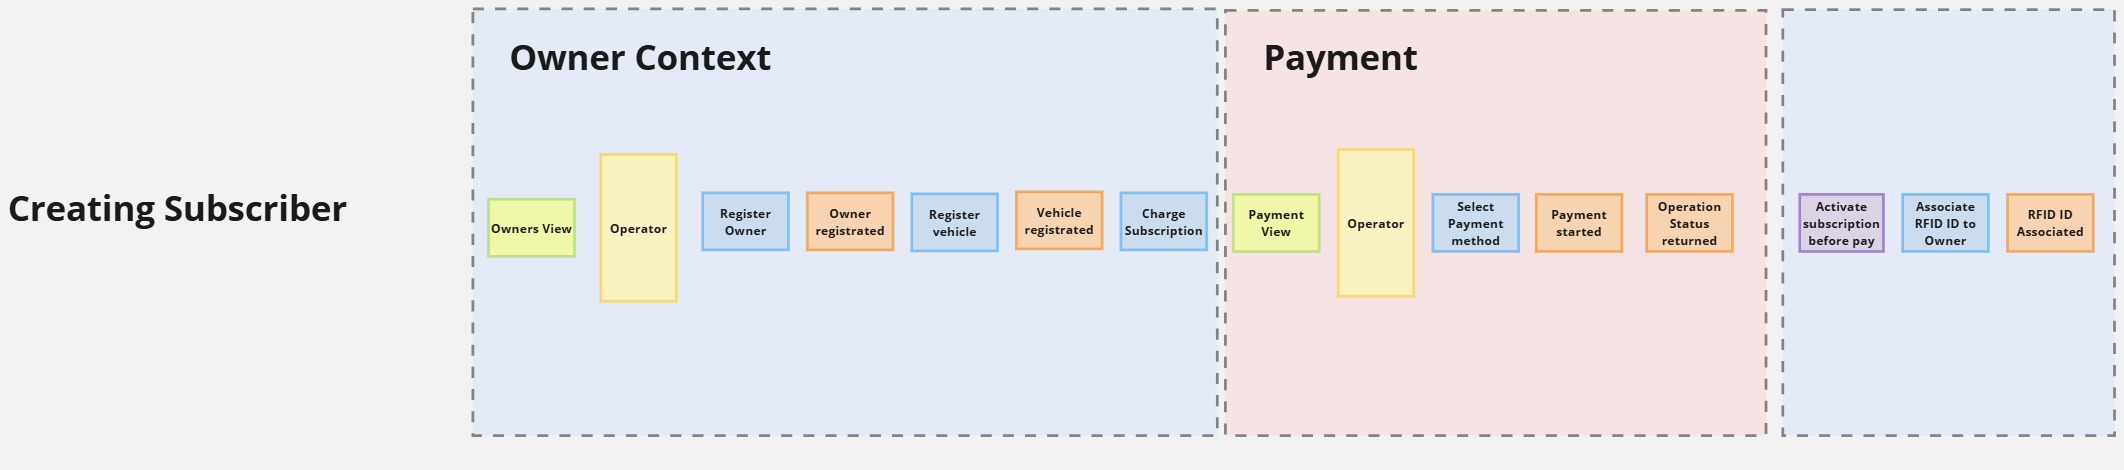 Creating Subscriber
Owner Context
Owners View
Operator
Register
Owner
Owner
registrated
Register
vehicle
Vehicle
registrated
Charge
Subscription
Payment
Payment
View
Operator
Select
Payment
method
Payment
started
Operation
Status
returned
Activate
subscription
before pay
Associate
RFID ID to
Owner
RFID ID
Associated